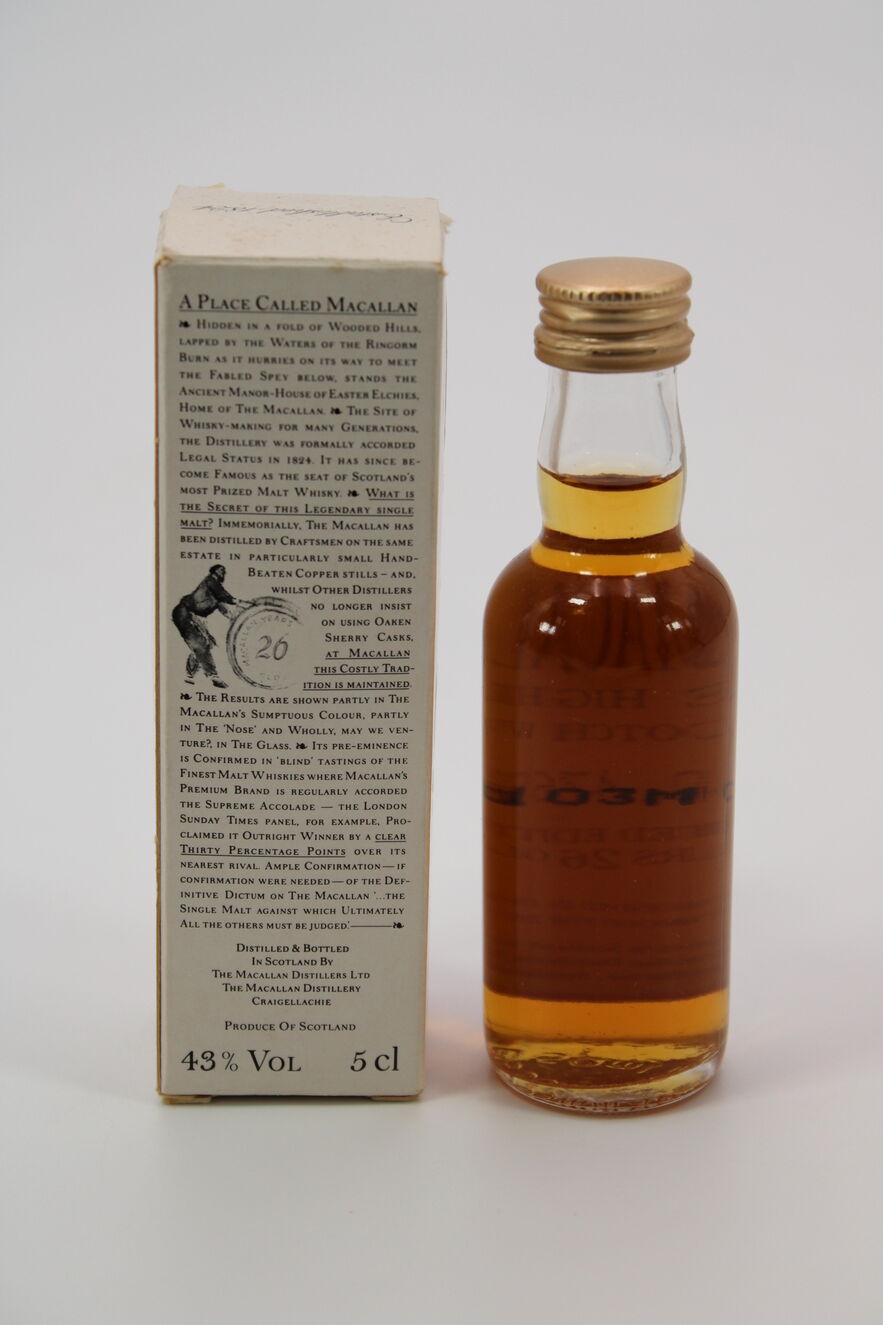 A PLACE CALLED MACALLAN
❧ HIDDEN IN A FOLD OF WOODED HILLS,
LAPPED BY THE WATERS OF THE RINGORM
BURN AS IT HURRIES ON ITS WAY TO MEET
THE FABLED SPEY BELOW, STANDS THE
ANCIENT MANOR-HOUSE OF EASTER ELCHIES,
HOME OF THE MACALLAN. ❧ THE SITE OF
WHISKY-MAKING FOR MANY GENERATIONS,
THE DISTILLERY WAS FORMALLY ACCORDED
LEGAL STATUS IN 1824. IT HAS SINCE BE-
COME FAMOUS AS THE SEAT OF SCOTLAND'S
MOST PRIZED MALT WHISKY. ❧ WHAT IS
THE SECRET OF THIS LEGENDARY SINGLE
MALT? IMMEMORIALLY, THE MACALLAN HAS
BEEN DISTILLED BY CRAFTSMEN ON THE SAME
ESTATE IN PARTICULARLY SMALL HAND-
BEATEN COPPER STILLS – AND,
WHILST OTHER DISTILLERS
NO LONGER INSIST
ON USING OAKEN
SHERRY CASKS,
AT MACALLAN
THIS COSTLY TRAD-
ITION IS MAINTAINED.
26
❧ THE RESULTS ARE SHOWN PARTLY IN THE
MACALLAN'S SUMPTUOUS COLOUR, PARTLY
IN THE 'NOSE' AND WHOLLY, MAY WE VEN-
TURE?, IN THE GLASS. ❧ ITS PRE-EMINENCE
IS CONFIRMED IN 'BLIND' TASTINGS OF THE
FINEST MALT WHISKIES WHERE MACALLAN'S
PREMIUM BRAND IS REGULARLY ACCORDED
THE SUPREME ACCOLADE — THE LONDON
SUNDAY TIMES PANEL, FOR EXAMPLE, PRO-
CLAIMED IT OUTRIGHT WINNER BY A CLEAR
THIRTY PERCENTAGE POINTS OVER ITS
NEAREST RIVAL. AMPLE CONFIRMATION — IF
CONFIRMATION WERE NEEDED — OF THE DEF-
INITIVE DICTUM ON THE MACALLAN '...THE
SINGLE MALT AGAINST WHICH ULTIMATELY
ALL THE OTHERS MUST BE JUDGED.' ——❧
DISTILLED & BOTTLED
IN SCOTLAND BY
THE MACALLAN DISTILLERS LTD
THE MACALLAN DISTILLERY
CRAIGELLACHIE
PRODUCE OF SCOTLAND
43% VOL 5 cl